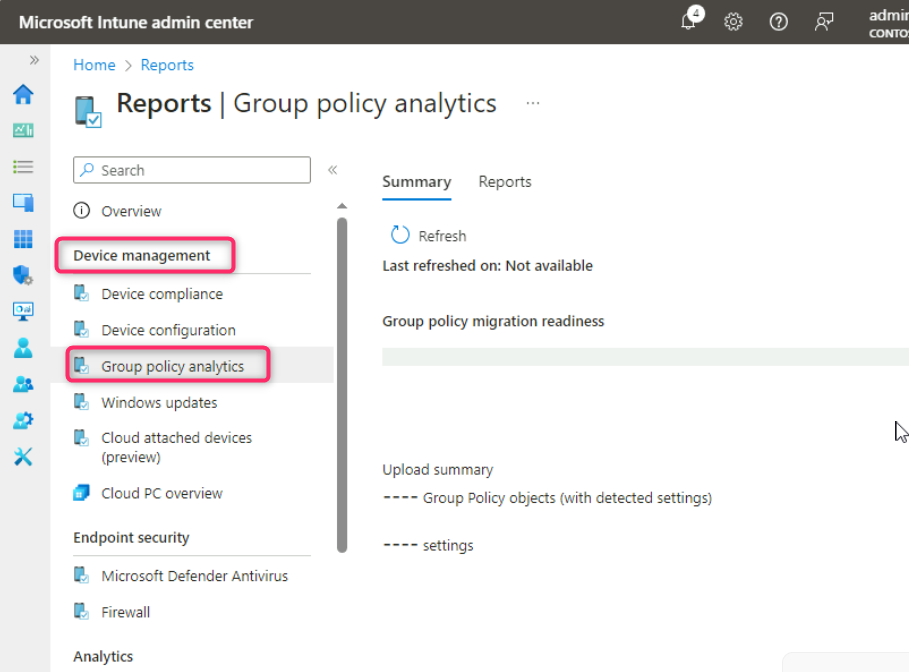 Microsoft Intune admin center
4
admin
CONTOS
Home > Reports
Reports | Group policy analytics ...
Search
Summary Reports
Overview
Refresh
Device management
Last refreshed on: Not available
Device compliance
Group policy migration readiness
Device configuration
Group policy analytics
Windows updates
Cloud attached devices
(preview)
Upload summary
Cloud PC overview
---- Group Policy objects (with detected settings)
Endpoint security
---- settings
Microsoft Defender Antivirus
Firewall
Analytics